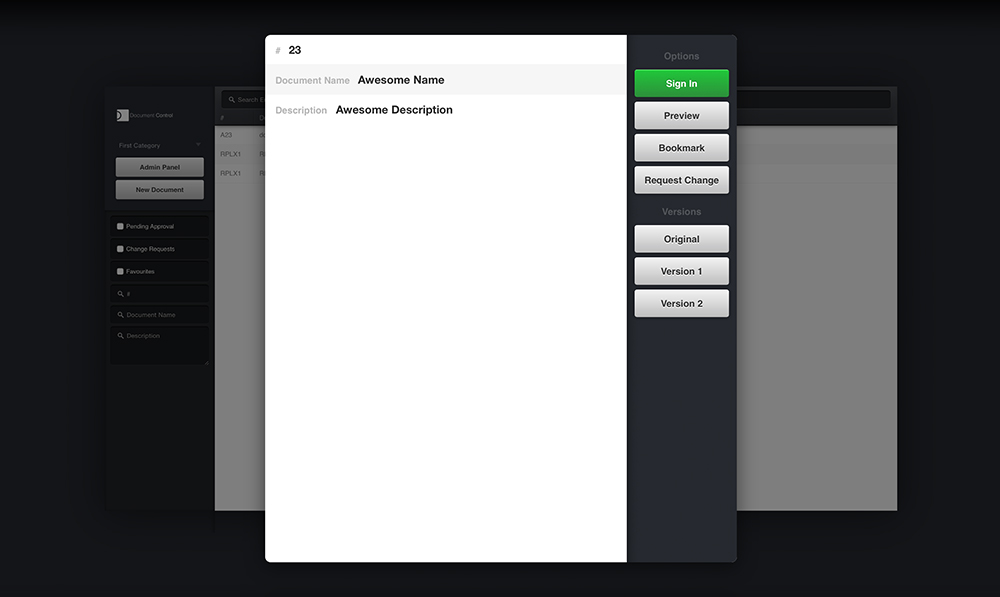 # 23
Document Name Awesome Name
Description Awesome Description
Options
Sign In
Preview
Bookmark
Request Change
Versions
Original
Version 1
Version 2
Document Control
First Category
Admin Panel
New Document
Pending Approval
Change Requests
Favourites
#
Document Name
Description
Search
#
A23
RPLX1
RPLX1